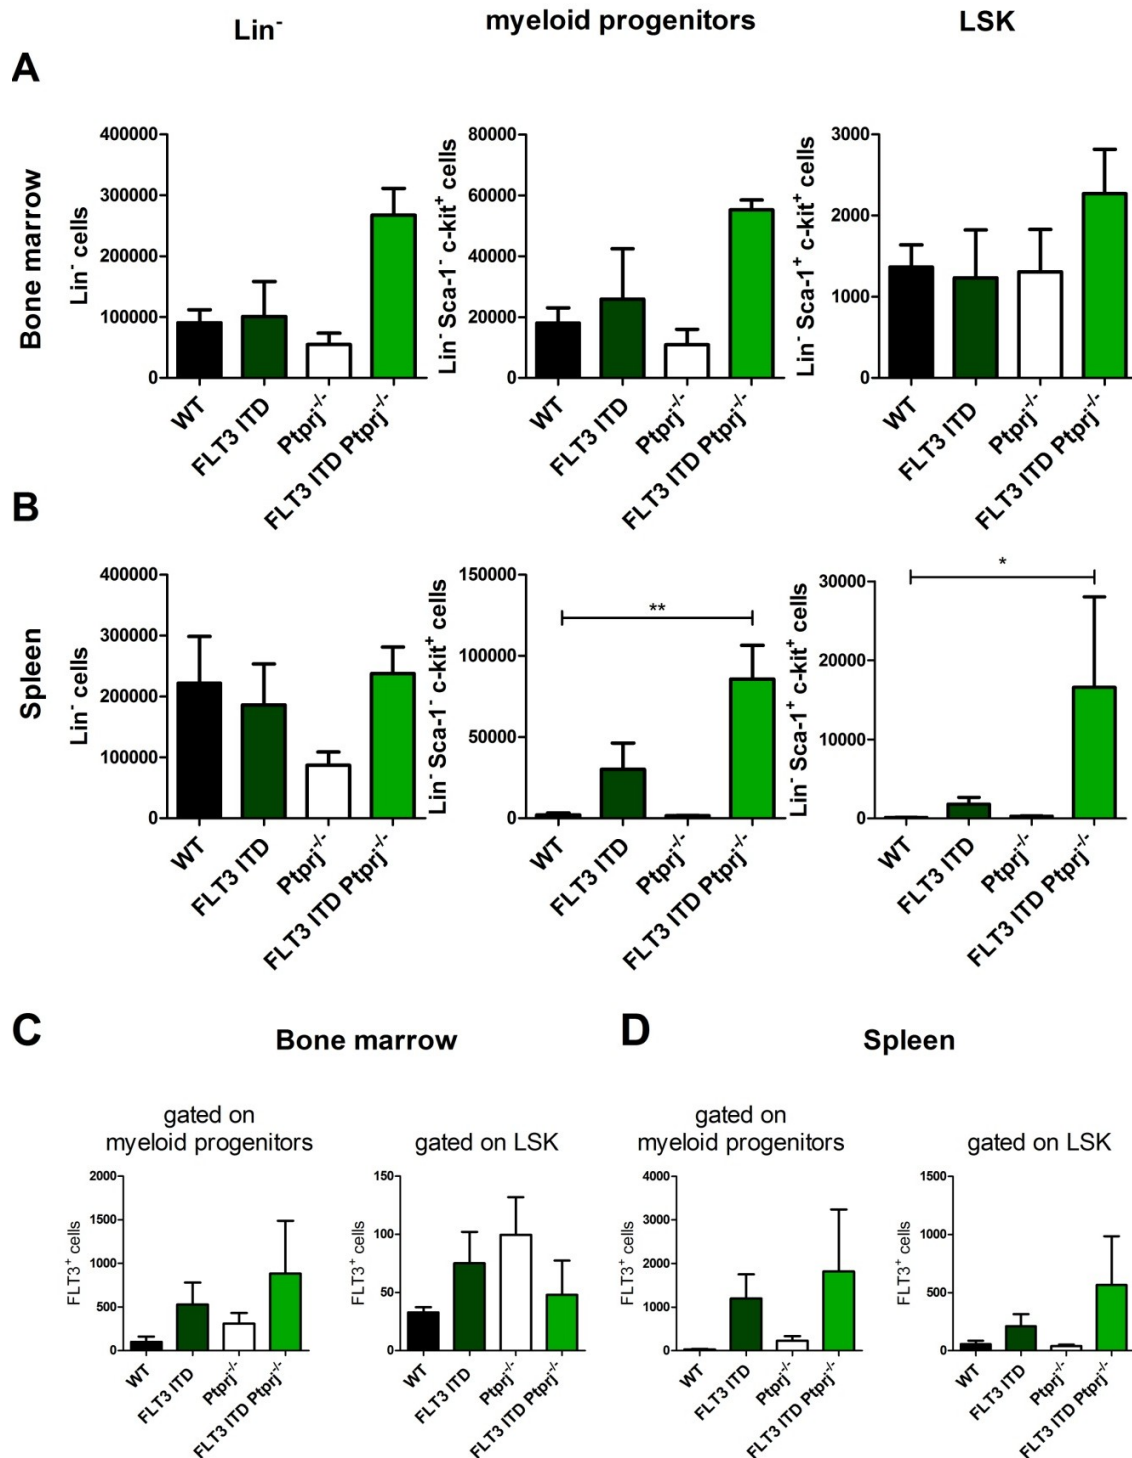 Lin⁻ myeloid progenitors LSK
A
Bone marrow
Lin⁻ cells
400000
300000
200000
100000
0
WT
FLT3 ITD
Ptprj⁻/⁻
FLT3 ITD Ptprj⁻/⁻
Lin⁻ Sca-1⁻ c-kit⁺ cells
80000
60000
40000
20000
0
WT
FLT3 ITD
Ptprj⁻/⁻
FLT3 ITD Ptprj⁻/⁻
Lin⁻ Sca-1⁺ c-kit⁺ cells
3000
2000
1000
0
WT
FLT3 ITD
Ptprj⁻/⁻
FLT3 ITD Ptprj⁻/⁻
B
Spleen
Lin⁻ cells
400000
300000
200000
100000
0
WT
FLT3 ITD
Ptprj⁻/⁻
FLT3 ITD Ptprj⁻/⁻
Lin⁻ Sca-1⁻ c-kit⁺ cells
150000
100000
50000
0
**
WT
FLT3 ITD
Ptprj⁻/⁻
FLT3 ITD Ptprj⁻/⁻
Lin⁻ Sca-1⁺ c-kit⁺ cells
30000
20000
10000
0
*
WT
FLT3 ITD
Ptprj⁻/⁻
FLT3 ITD Ptprj⁻/⁻
C
Bone marrow
gated on
myeloid progenitors
FLT3⁺ cells
2000
1500
1000
500
0
WT
FLT3 ITD
Ptprj⁻/⁻
FLT3 ITD Ptprj⁻/⁻
gated on LSK
FLT3⁺ cells
150
100
50
0
WT
FLT3 ITD
Ptprj⁻/⁻
FLT3 ITD Ptprj⁻/⁻
D
Spleen
gated on
myeloid progenitors
FLT3⁺ cells
4000
3000
2000
1000
0
WT
FLT3 ITD
Ptprj⁻/⁻
FLT3 ITD Ptprj⁻/⁻
gated on LSK
FLT3⁺ cells
1500
1000
500
0
WT
FLT3 ITD
Ptprj⁻/⁻
FLT3 ITD Ptprj⁻/⁻